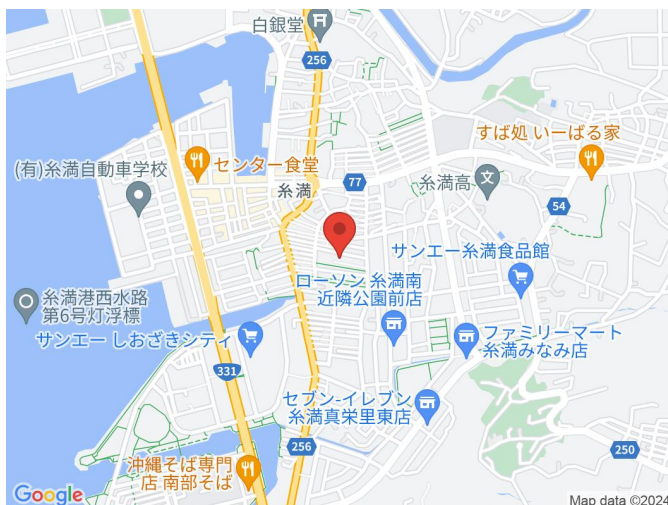 白銀堂
256
すば処 いーばる家
(有)糸満自動車学校
センター食堂
糸満
77
糸満高
文
54
サンエー糸満食品館
ローソン 糸満南
近隣公園前店
糸満港西水路
第6号灯浮標
サンエー しおざきシティ
ファミリーマート
糸満みなみ店
331
セブン-イレブン
糸満真栄里東店
256
250
沖縄そば専門
店 南部そば
Google
Map data ©2024